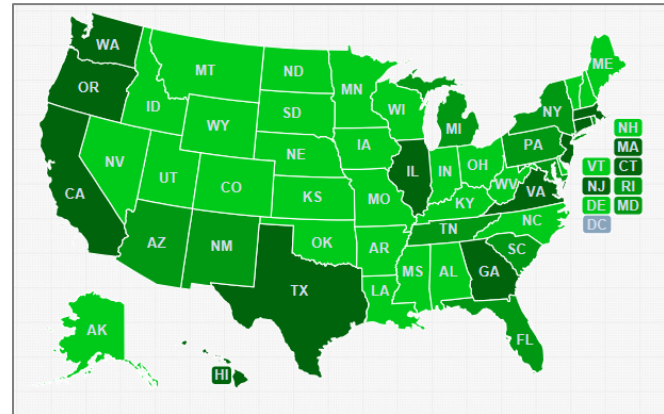 WA
ME
MT
ND
OR
MN
ID
SD
WI
NY
MI
WY
NH
IA
PA
MA
NE
NV
OH
VT
CT
IL
IN
UT
NJ
RI
CO
WV
CA
VA
KS
MO
DE
MD
KY
NC
DC
TN
OK
AZ
NM
AR
SC
MS
AL
GA
TX
LA
AK
FL
HI